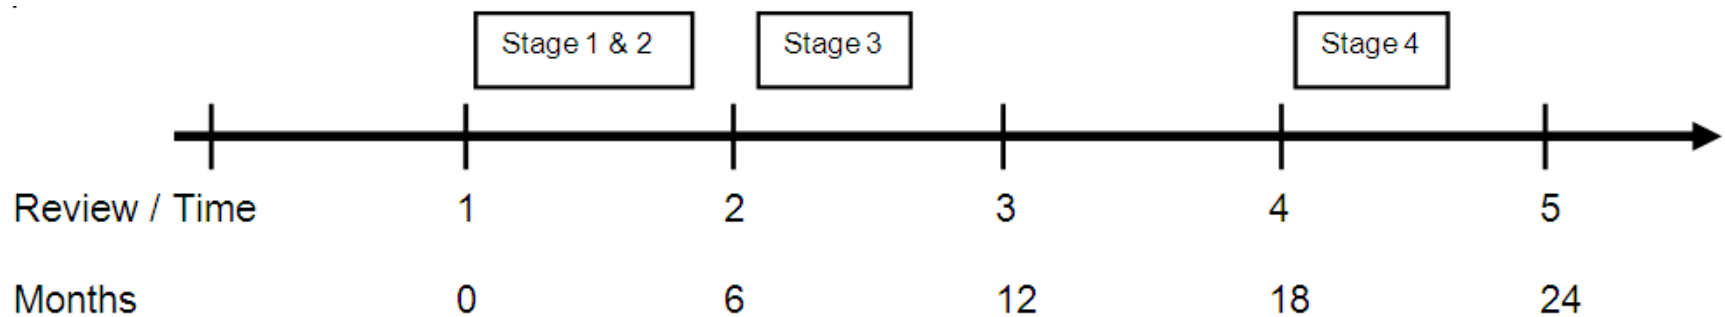 Stage 1 & 2 Stage 3 Stage 4
Review / Time 1 2 3 4 5
Months 0 6 12 18 24